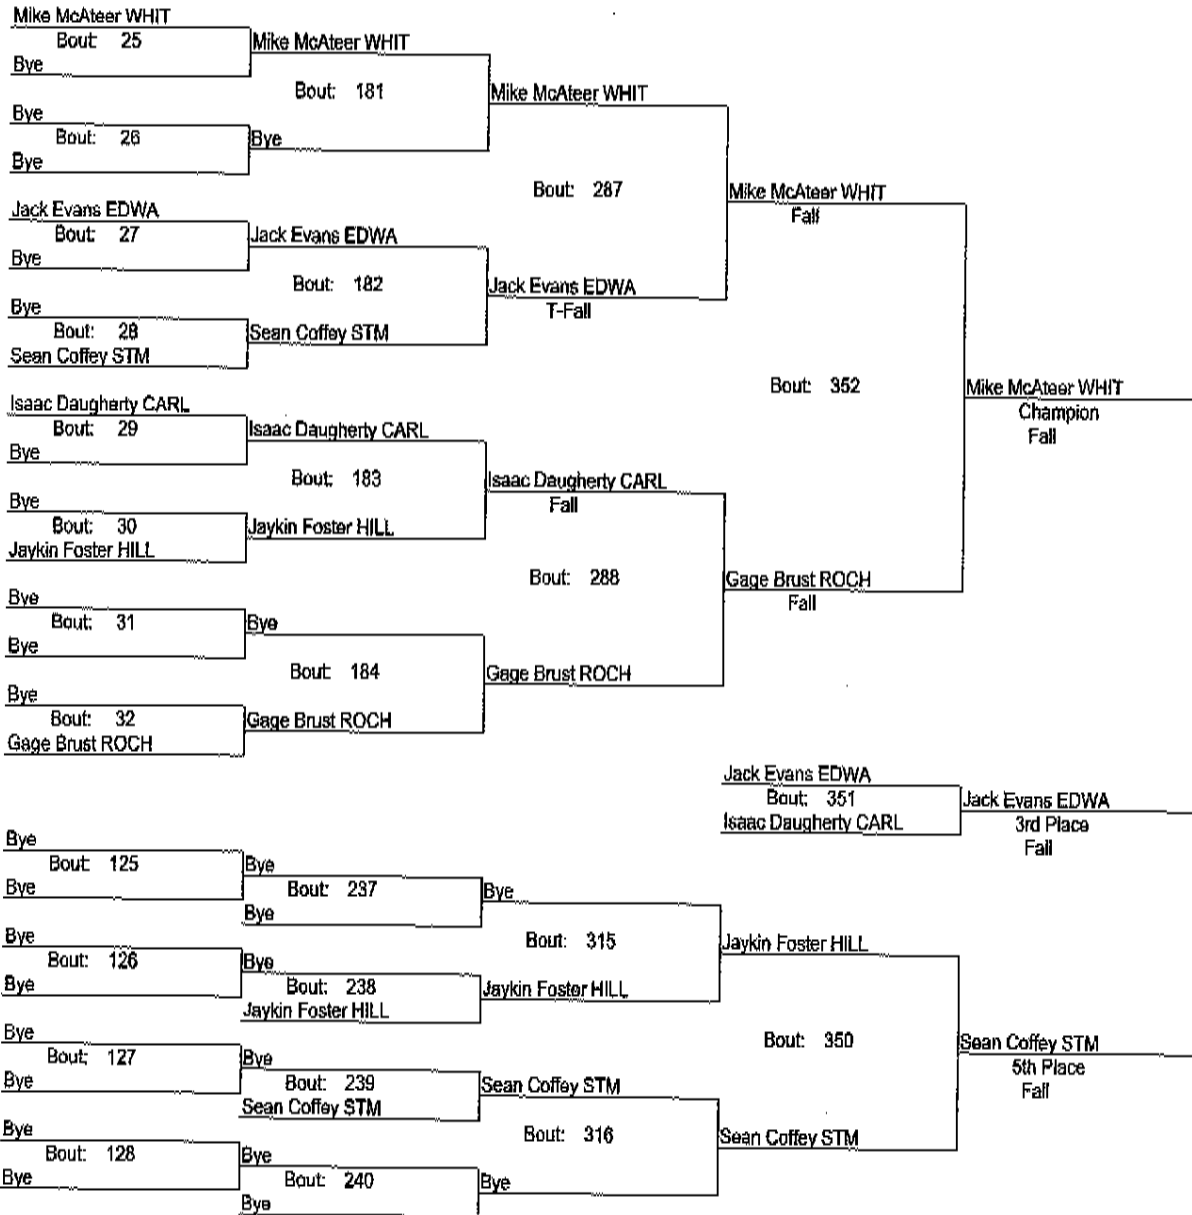 Mike McAteer WHIT
Bout: 25
Bye
Mike McAteer WHIT
Bout: 181
Bye
Bout: 26
Bye
Bye
Mike McAteer WHIT
Bout: 287
Jack Evans EDWA
Bout: 27
Bye
Jack Evans EDWA
Bout: 182
Bye
Bout: 28
Sean Coffey STM
Sean Coffey STM
Jack Evans EDWA
T-Fall
Mike McAteer WHIT
Fall
Bout: 352
Isaac Daugherty CARL
Bout: 29
Bye
Isaac Daugherty CARL
Bout: 183
Bye
Bout: 30
Jaykin Foster HILL
Jaykin Foster HILL
Isaac Daugherty CARL
Fall
Bout: 288
Bye
Bout: 31
Bye
Bye
Bout: 184
Bye
Bout: 32
Gage Brust ROCH
Gage Brust ROCH
Gage Brust ROCH
Gage Brust ROCH
Fall
Mike McAteer WHIT
Champion
Fall
Jack Evans EDWA
Bout: 351
Isaac Daugherty CARL
Jack Evans EDWA
3rd Place
Fall
Bye
Bout: 125
Bye
Bye
Bout: 237
Bye
Bye
Bout: 315
Bye
Bout: 126
Bye
Bye
Bout: 238
Jaykin Foster HILL
Jaykin Foster HILL
Jaykin Foster HILL
Bout: 350
Bye
Bout: 127
Bye
Bye
Bout: 239
Sean Coffey STM
Sean Coffey STM
Bout: 316
Bye
Bout: 128
Bye
Bye
Bout: 240
Bye
Bye
Sean Coffey STM
Sean Coffey STM
5th Place
Fall